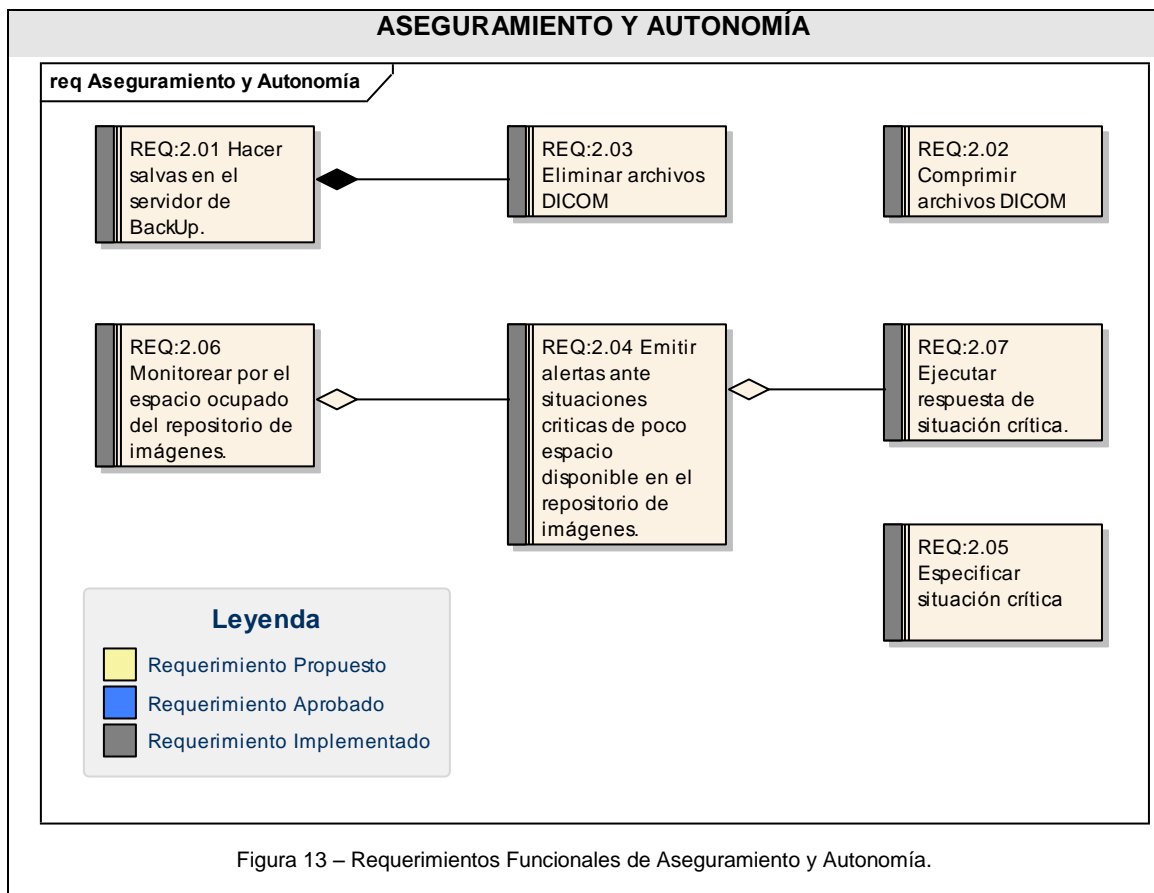 ASEGURAMIENTO Y AUTONOMÍA
req Aseguramiento y Autonomía
REQ:2.01 Hacer
salvas en el
servidor de
BackUp.
REQ:2.03
Eliminar archivos
DICOM
REQ:2.02
Comprimir
archivos DICOM
REQ:2.06
Monitorear por el
espacio ocupado
del repositorio de
imágenes.
REQ:2.04 Emitir
alertas ante
situaciones
criticas de poco
espacio
disponible en el
repositorio de
imágenes.
REQ:2.07
Ejecutar
respuesta de
situación crítica.
REQ:2.05
Especificar
situación crítica
Leyenda
Requerimiento Propuesto
Requerimiento Aprobado
Requerimiento Implementado
Figura 13 – Requerimientos Funcionales de Aseguramiento y Autonomía.